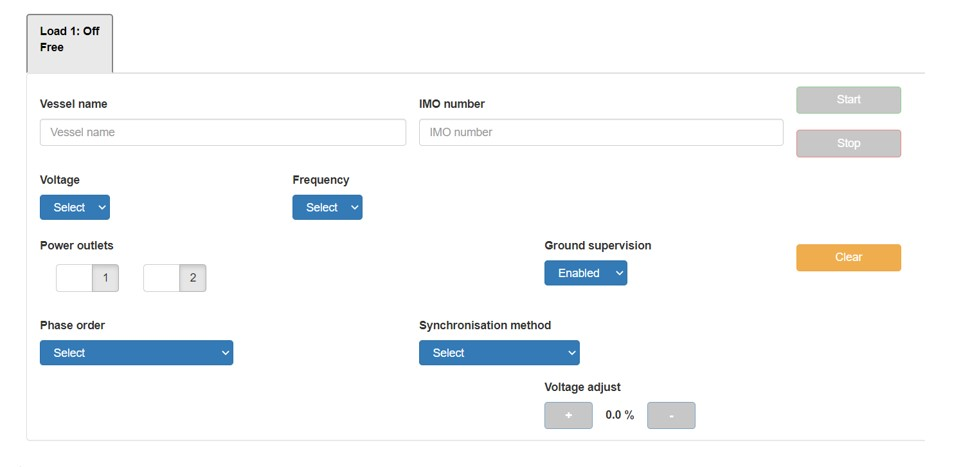 Load 1: Off
Free
Vessel name
IMO number
Start
Vessel name
IMO number
Stop
Voltage
Frequency
Select
Select
Power outlets
Ground supervision
Clear
1
2
Enabled
Phase order
Synchronisation method
Select
Select
Voltage adjust
+
0.0 %
-